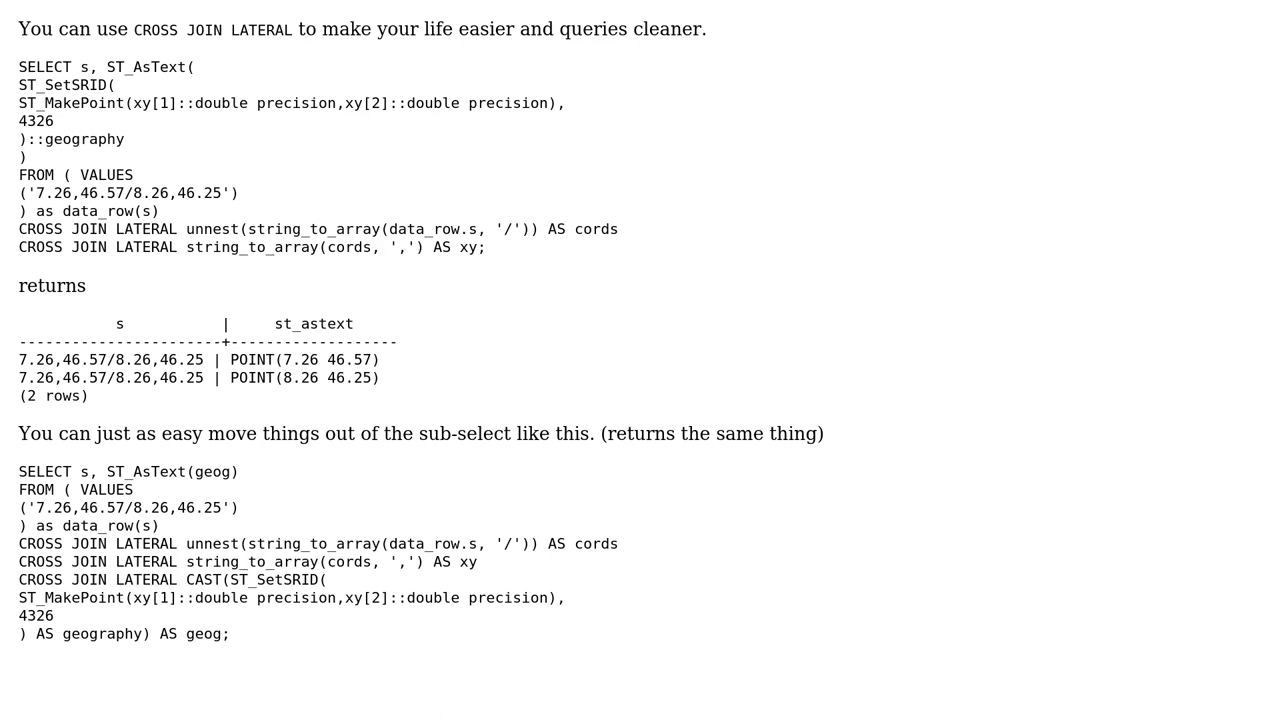 You can use CROSS JOIN LATERAL to make your life easier and queries cleaner.
SELECT s, ST_AsText(
ST_SetSRID(
ST_MakePoint(xy[1]::double precision,xy[2]::double precision),
4326
)::geography
)
FROM ( VALUES
('7.26,46.57/8.26,46.25')
) as data_row(s)
CROSS JOIN LATERAL unnest(string_to_array(data_row.s, '/')) AS cords
CROSS JOIN LATERAL string_to_array(cords, ',') AS xy;
returns
s | st_astext
-----------------------+-------------------
7.26,46.57/8.26,46.25 | POINT(7.26 46.57)
7.26,46.57/8.26,46.25 | POINT(8.26 46.25)
(2 rows)
You can just as easy move things out of the sub-select like this. (returns the same thing)
SELECT s, ST_AsText(geog)
FROM ( VALUES
('7.26,46.57/8.26,46.25')
) as data_row(s)
CROSS JOIN LATERAL unnest(string_to_array(data_row.s, '/')) AS cords
CROSS JOIN LATERAL string_to_array(cords, ',') AS xy
CROSS JOIN LATERAL CAST(ST_SetSRID(
ST_MakePoint(xy[1]::double precision,xy[2]::double precision),
4326
) AS geography) AS geog;